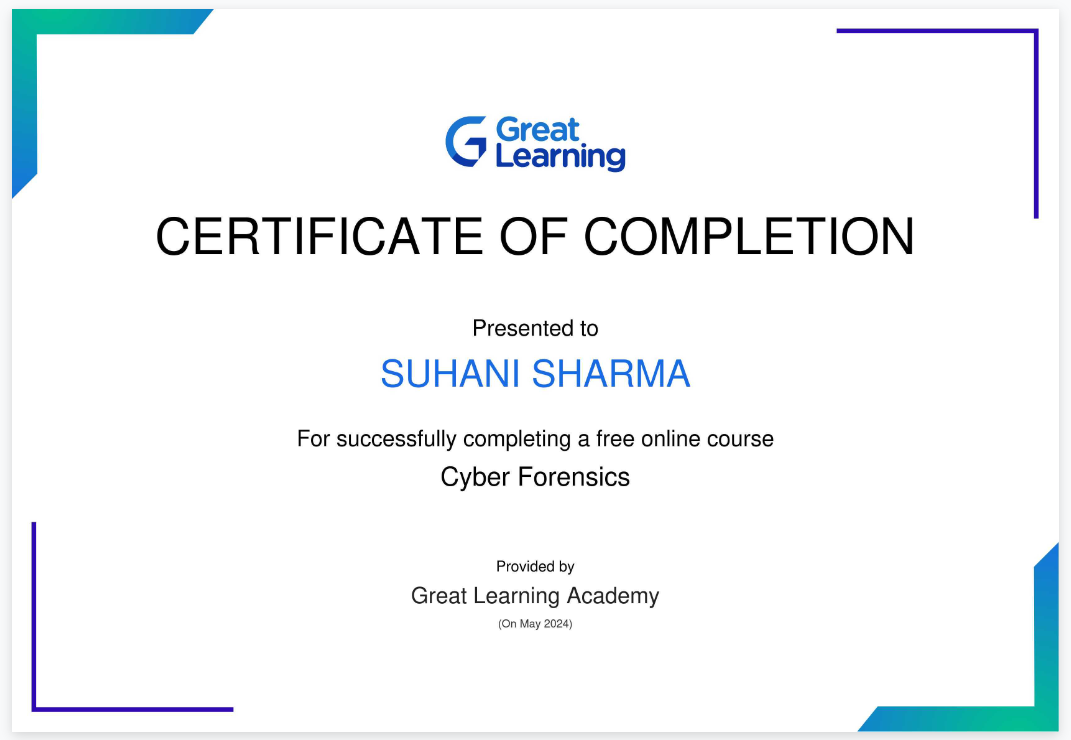 Great
Learning
CERTIFICATE OF COMPLETION
Presented to
SUHANI SHARMA
For successfully completing a free online course
Cyber Forensics
Provided by
Great Learning Academy
(On May 2024)